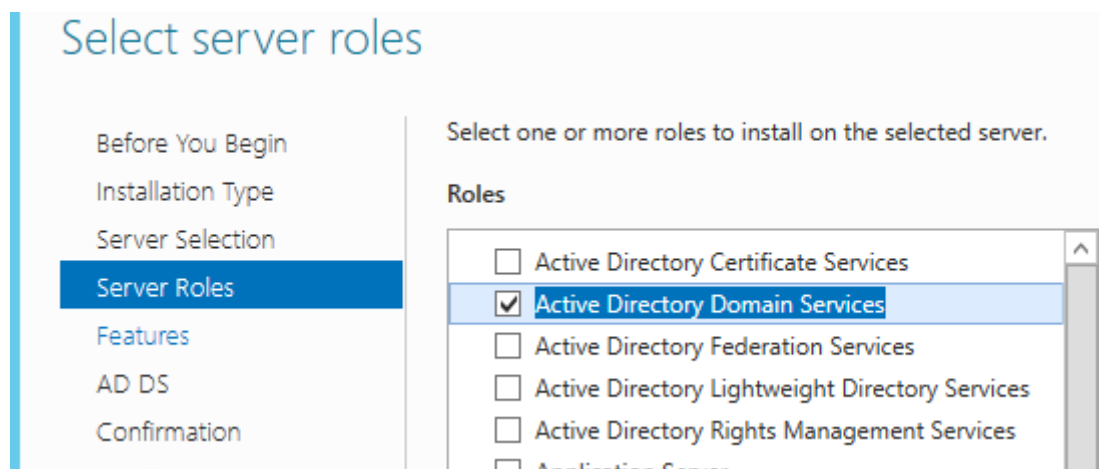 Select server roles
Before You Begin
Installation Type
Server Selection
Server Roles
Features
AD DS
Confirmation
Select one or more roles to install on the selected server.
Roles
Active Directory Certificate Services
Active Directory Domain Services
Active Directory Federation Services
Active Directory Lightweight Directory Services
Active Directory Rights Management Services
Application Server